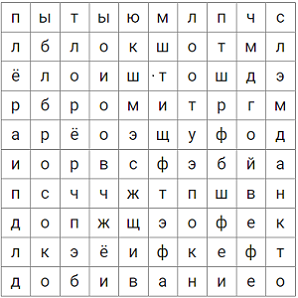 п ы т ы ю м л п ч с
л б л о к ш о т м л
ё л о и ш т о ш д э
р б р о м и т р г м
а р ё о э щ у ф о д
и о р в с ф э б й а
п с ч ч ж т п ш в н
д о п ж щ э о ф е к
л к э ё и ф к е ф т
д о б и в а н и е о